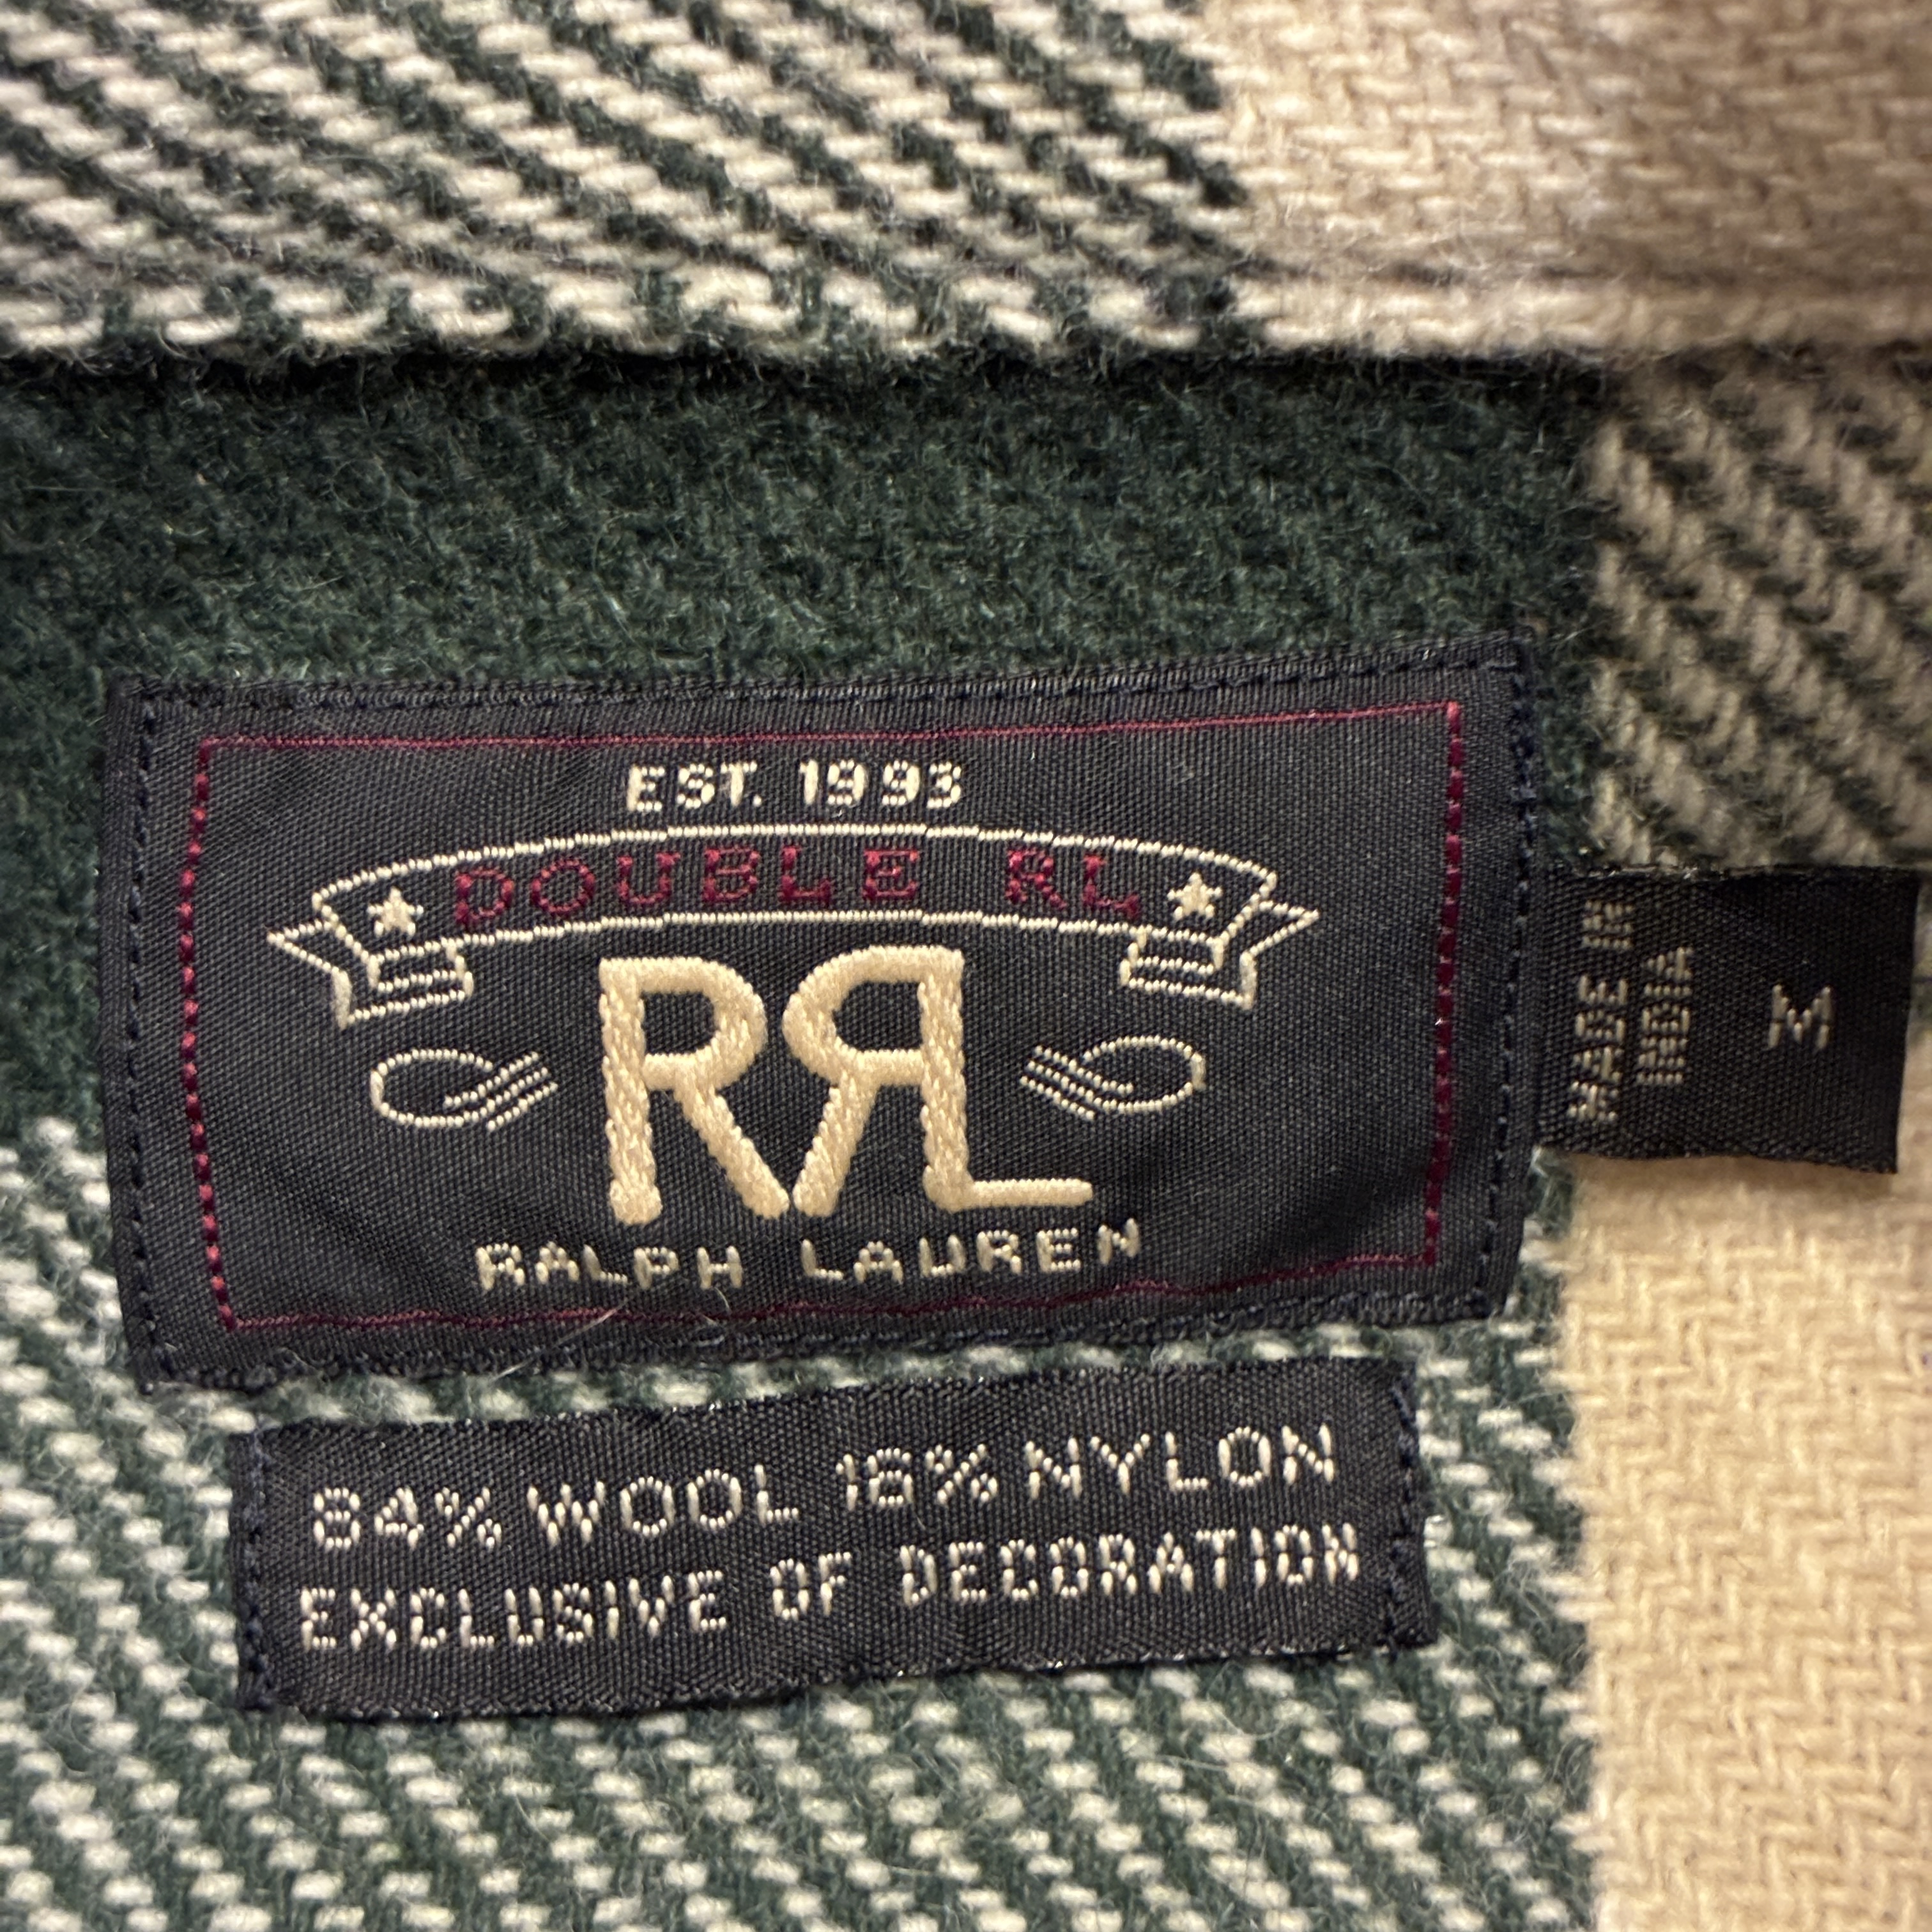 EST. 1993
DOUBLE RL
RRL
RALPH LAUREN
MADE IN
INDIA
M
84% WOOL 16% NYLON
EXCLUSIVE OF DECORATION